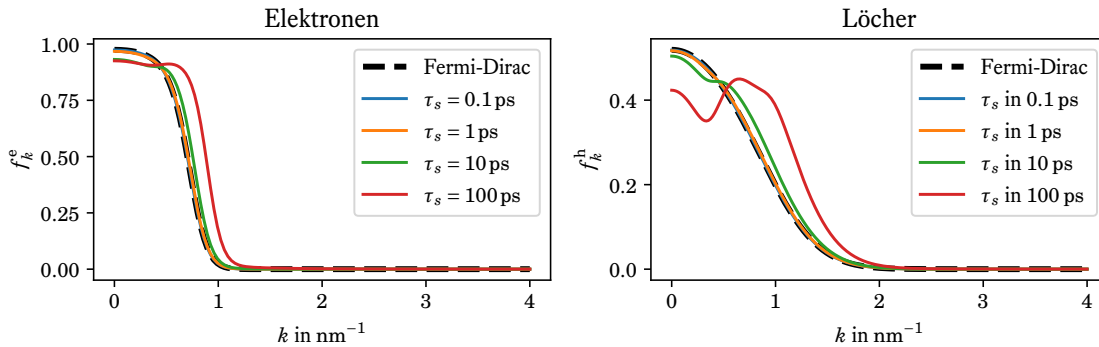 Elektronen
1.00
0.75
0.50
0.25
0.00
f_k^e
0
1
2
3
4
k in nm⁻¹
Fermi-Dirac
τ_s = 0.1 ps
τ_s = 1 ps
τ_s = 10 ps
τ_s = 100 ps
Löcher
0.4
0.2
0.0
f_k^h
0
1
2
3
4
k in nm⁻¹
Fermi-Dirac
τ_s in 0.1 ps
τ_s in 1 ps
τ_s in 10 ps
τ_s in 100 ps